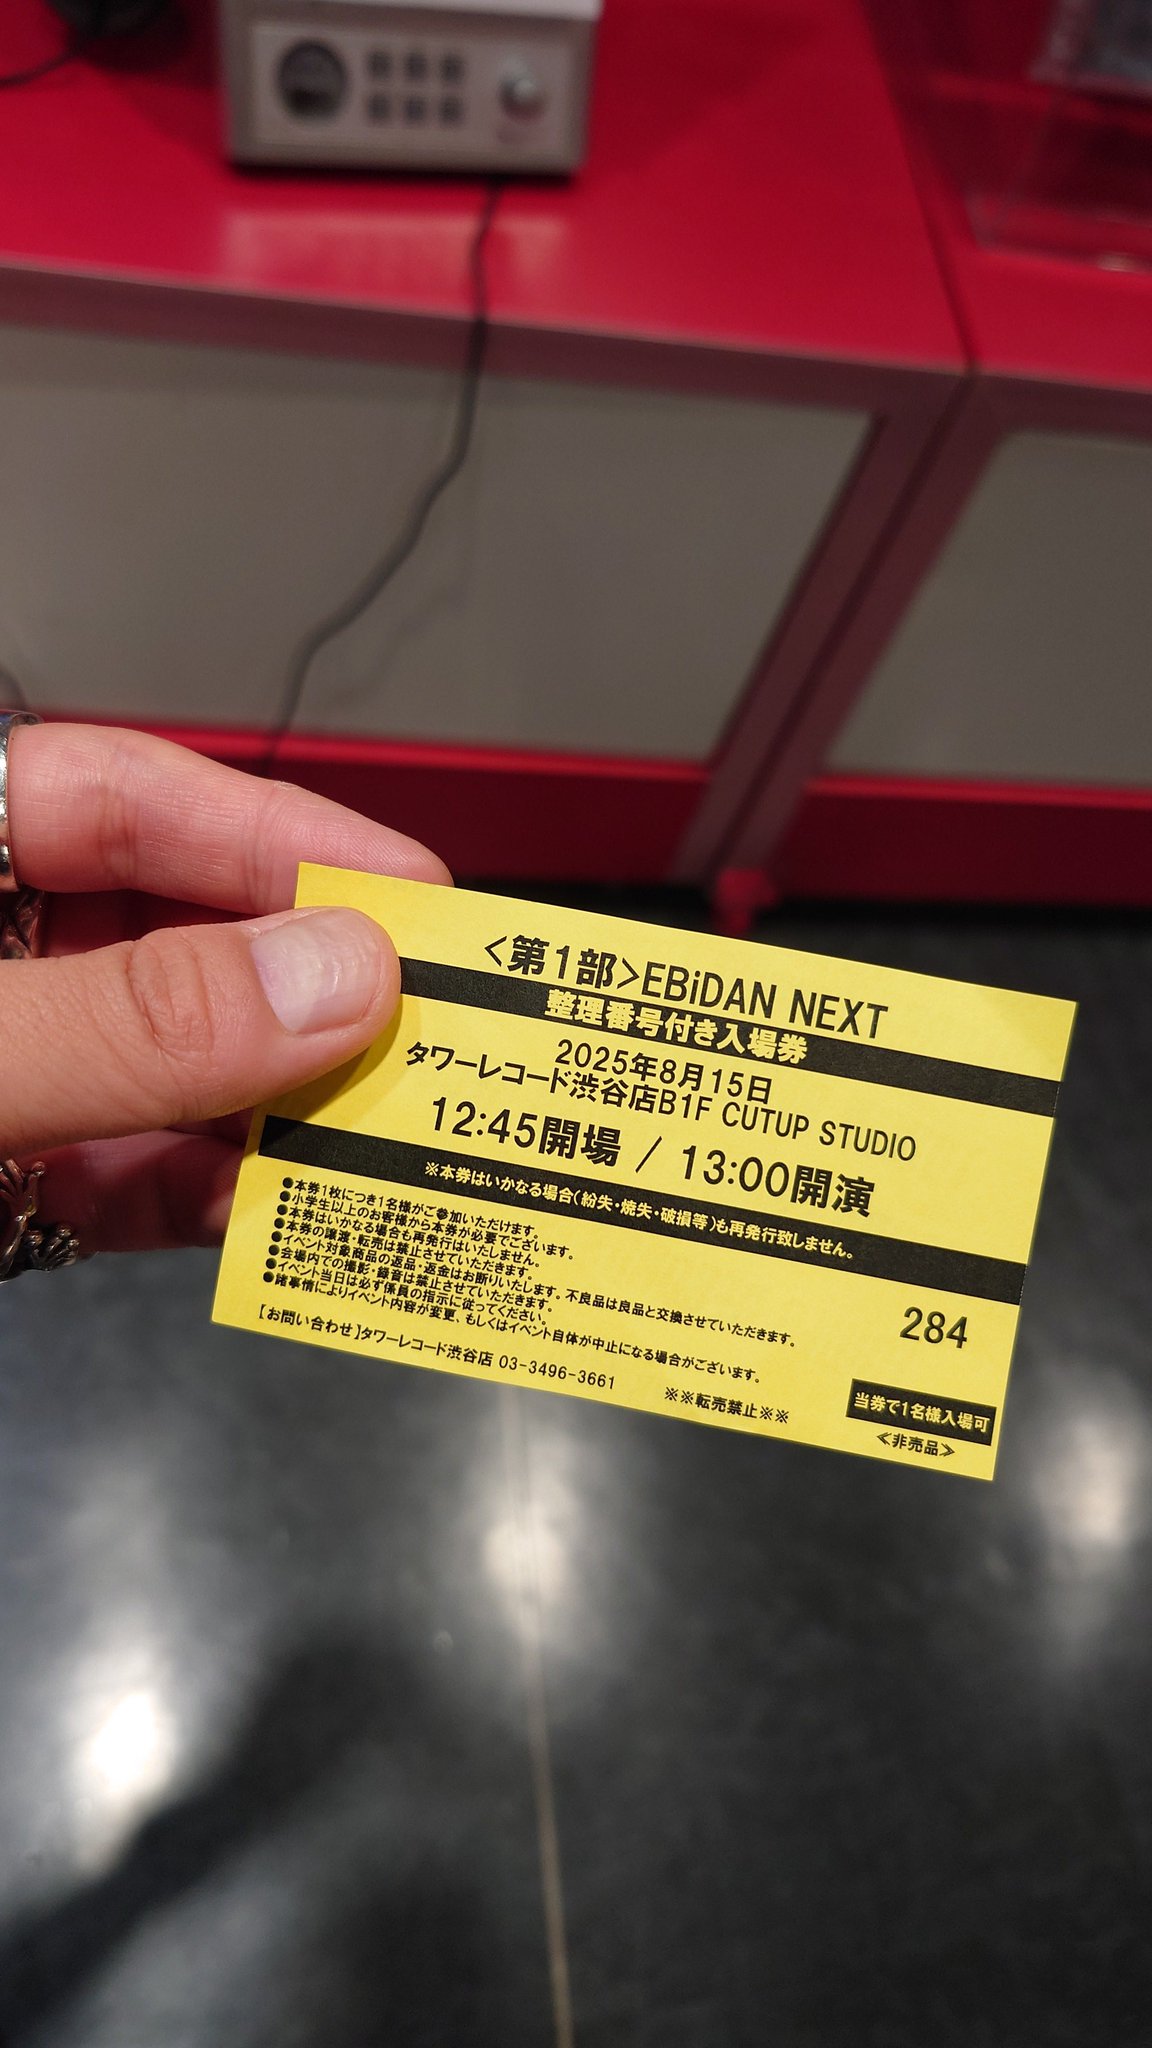 <第1部>EBiDAN NEXT
整理番号付き入場券
2025年8月15日
タワーレコード渋谷店B1F CUTUP STUDIO
12:45開場 / 13:00開演
※本券はいかなる場合(紛失・焼失・破損等)も再発行致しません。
●本券1枚につき1名様がご参加いただけます。
●小学生以上のお客様から本券が必要でございます。
●本券はいかなる場合も再発行はいたしません。
●本券の譲渡・転売は禁止させていただきます。
●イベント対象商品の返品・返金はお断りいたします。不良品は良品と交換させていただきます。
●会場内での撮影・録音は禁止させていただきます。
●イベント当日は必ず係員の指示に従ってください。
●諸事情によりイベント内容が変更、もしくはイベント自体が中止になる場合がございます。
【お問い合わせ】タワーレコード渋谷店 03-3496-3661
※※転売禁止※※
284
当券で1名様入場可
≪非売品≫